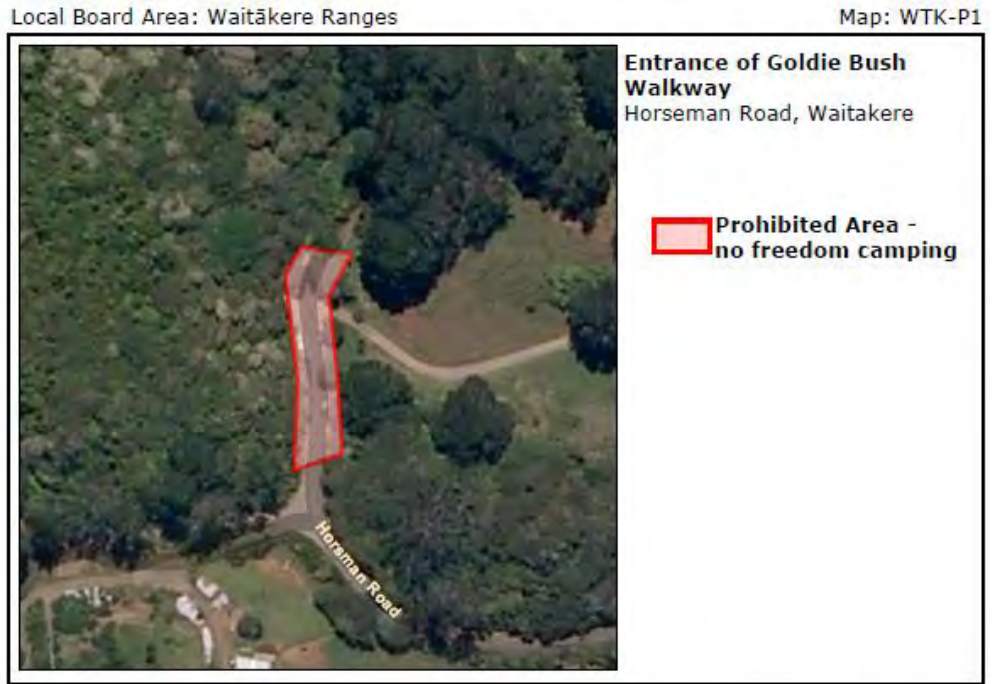 Local Board Area: Waitākere Ranges
Map: WTK-P1
Entrance of Goldie Bush
Walkway
Horseman Road, Waitakere
Prohibited Area -
no freedom camping
Horsman Road